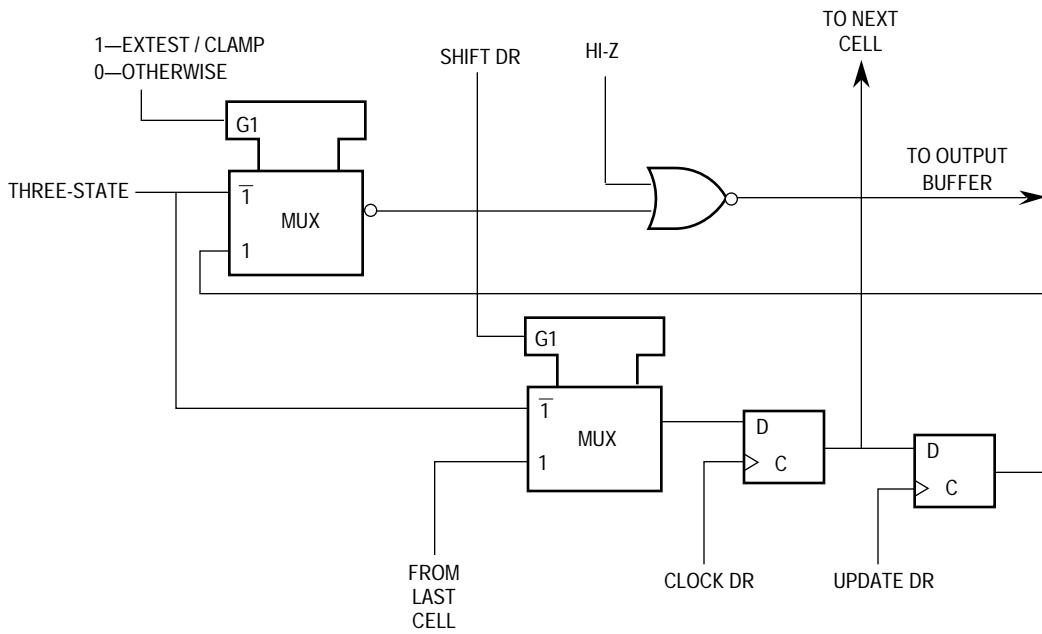 1—EXTEST / CLAMP
0—OTHERWISE
SHIFT DR
HI-Z
TO NEXT
CELL
G1
THREE-STATE
1
MUX
1
TO OUTPUT
BUFFER
G1
1
MUX
1
D
C
D
C
FROM
LAST
CELL
CLOCK DR
UPDATE DR